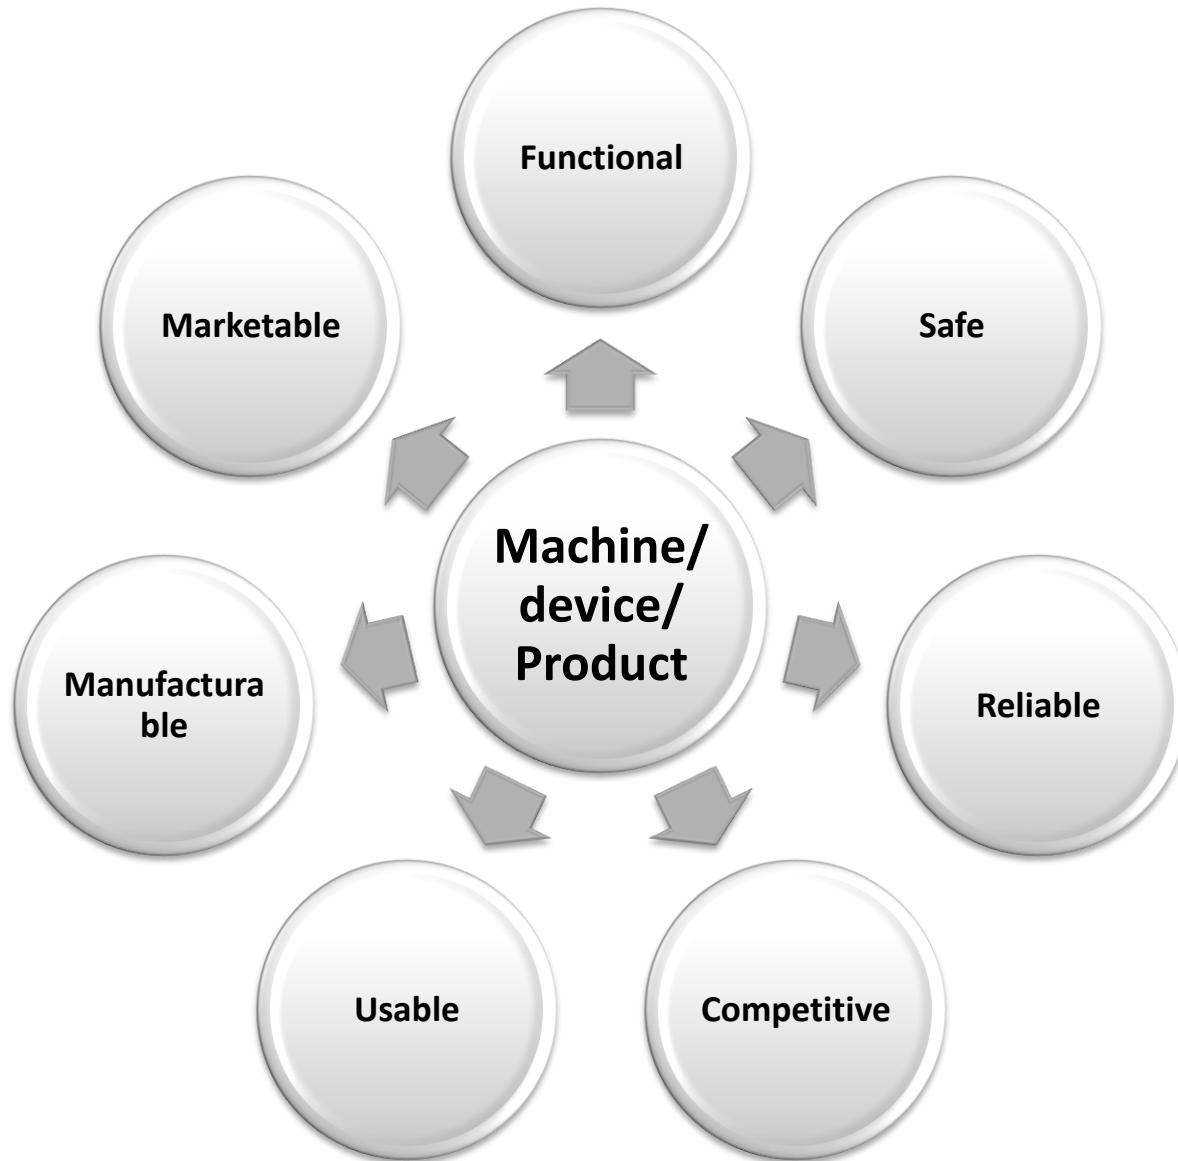 Functional
Safe
Reliable
Competitive
Usable
Manufactura
ble
Marketable
Machine/
device/
Product